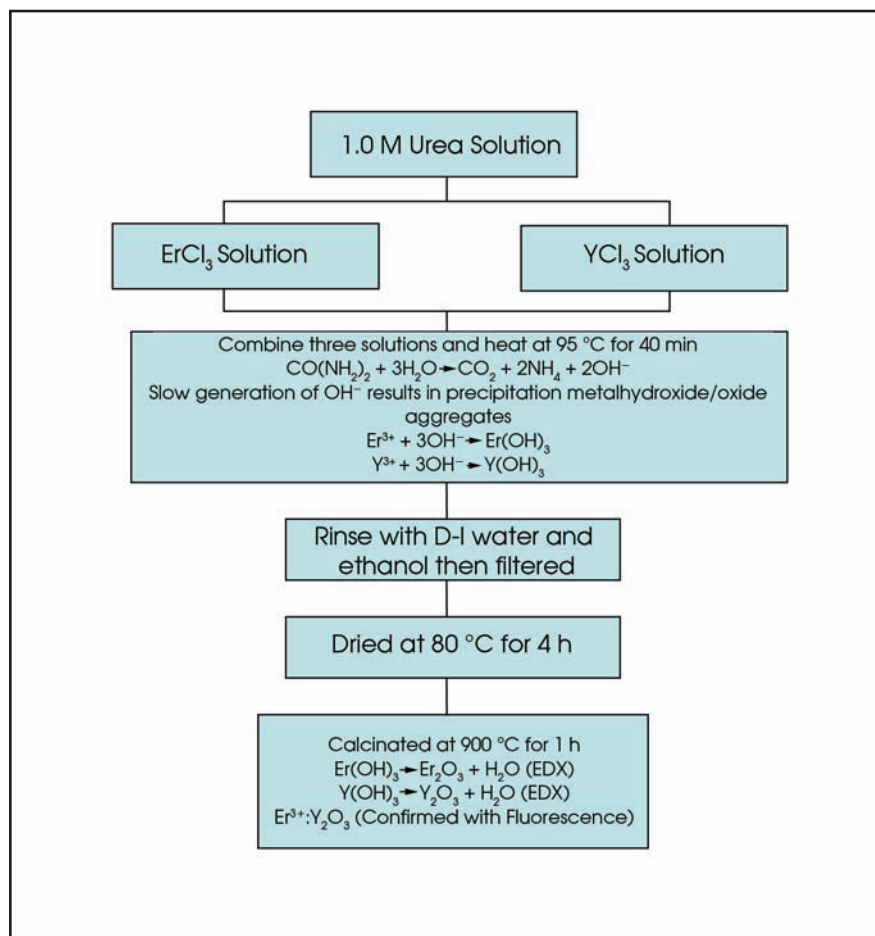 1.0 M Urea Solution
ErCl₃ Solution
YCl₃ Solution
Combine three solutions and heat at 95 °C for 40 min
CO(NH₂)₂ + 3H₂O→CO₂ + 2NH₄ + 2OH⁻
Slow generation of OH⁻ results in precipitation metalhydroxide/oxide
aggregates
Er³⁺ + 3OH⁻→Er(OH)₃
Y³⁺ + 3OH⁻→Y(OH)₃
Rinse with D-I water and
ethanol then filtered
Dried at 80 °C for 4 h
Calcinated at 900 °C for 1 h
Er(OH)₃→Er₂O₃ + H₂O (EDX)
Y(OH)₃→Y₂O₃ + H₂O (EDX)
Er³⁺:Y₂O₃ (Confirmed with Fluorescence)